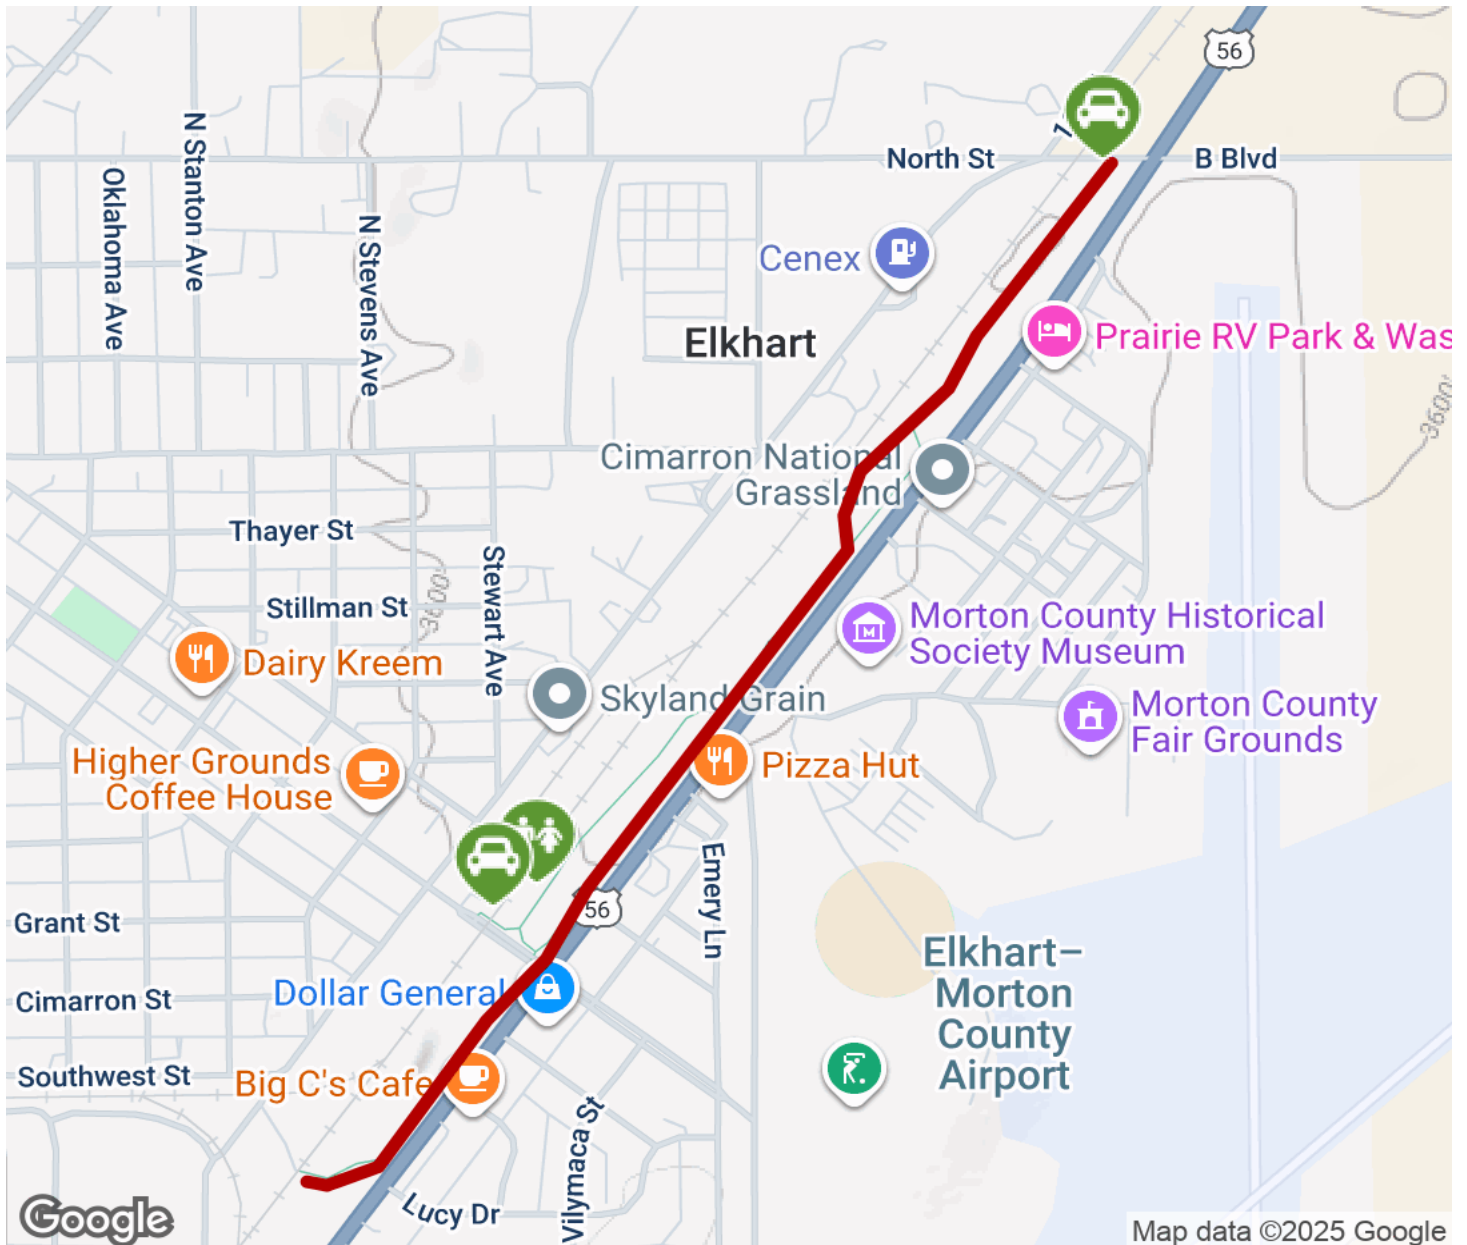 56
1
North St
B Blvd
N Stanton Ave
Oklahoma Ave
N Stevens Ave
Cenex
Elkhart
Prairie RV Park & Was
3600
Cimarron National
Grassland
Thayer St
Stewart Ave
3600
Stillman St
Morton County Historical
Society Museum
Dairy Kreem
Skyland Grain
Morton County
Fair Grounds
Higher Grounds
Coffee House
Pizza Hut
Emery Ln
56
Grant St
Elkhart–
Morton
County
Airport
Dollar General
Cimarron St
Southwest St
Big C's Cafe
Vilymaca St
Lucy Dr
Google
Map data ©2025 Google